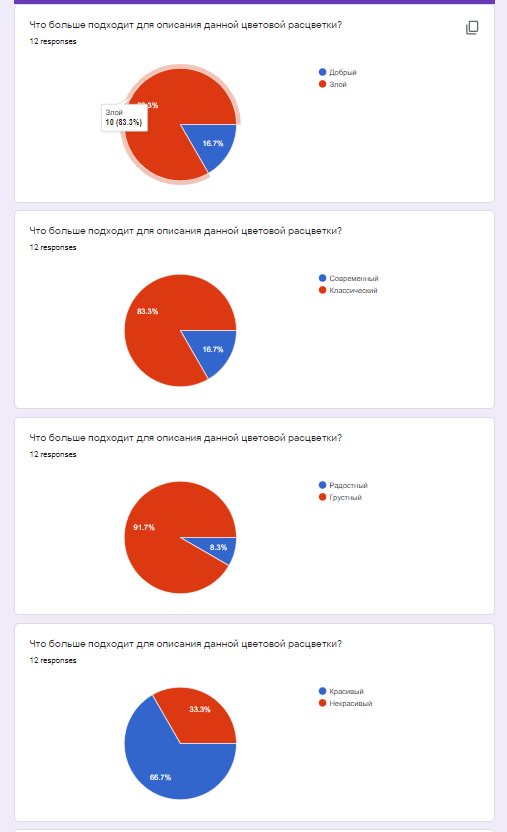 Что больше подходит для описания данной цветовой расцветки?
12 responses
Добрый
Злой
Злой
10 (83.3%)
16.7%
Что больше подходит для описания данной цветовой расцветки?
12 responses
Современный
Классический
83.3%
16.7%
Что больше подходит для описания данной цветовой расцветки?
12 responses
Радостный
Грустный
91.7%
8.3%
Что больше подходит для описания данной цветовой расцветки?
12 responses
Красивый
Некрасивый
33.3%
66.7%